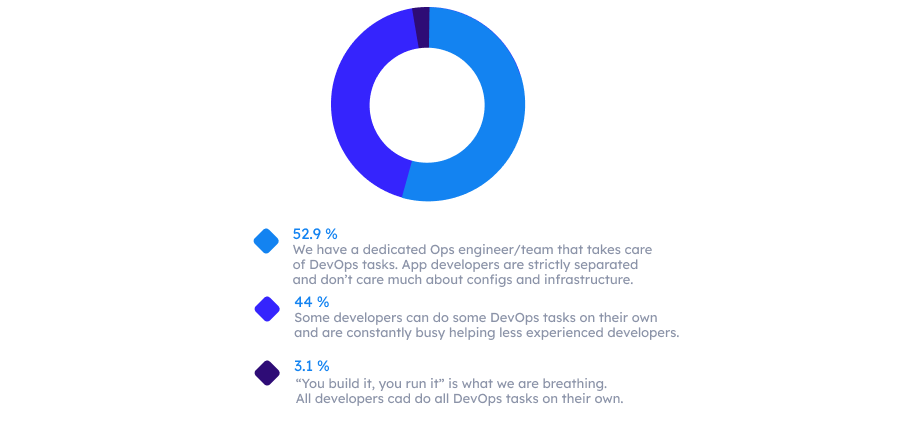 52.9 %
We have a dedicated Ops engineer/team that takes care
of DevOps tasks. App developers are strictly separated
and don’t care much about configs and infrastructure.
44 %
Some developers can do some DevOps tasks on their own
and are constantly busy helping less experienced developers.
3.1 %
“You build it, you run it” is what we are breathing.
All developers cad do all DevOps tasks on their own.